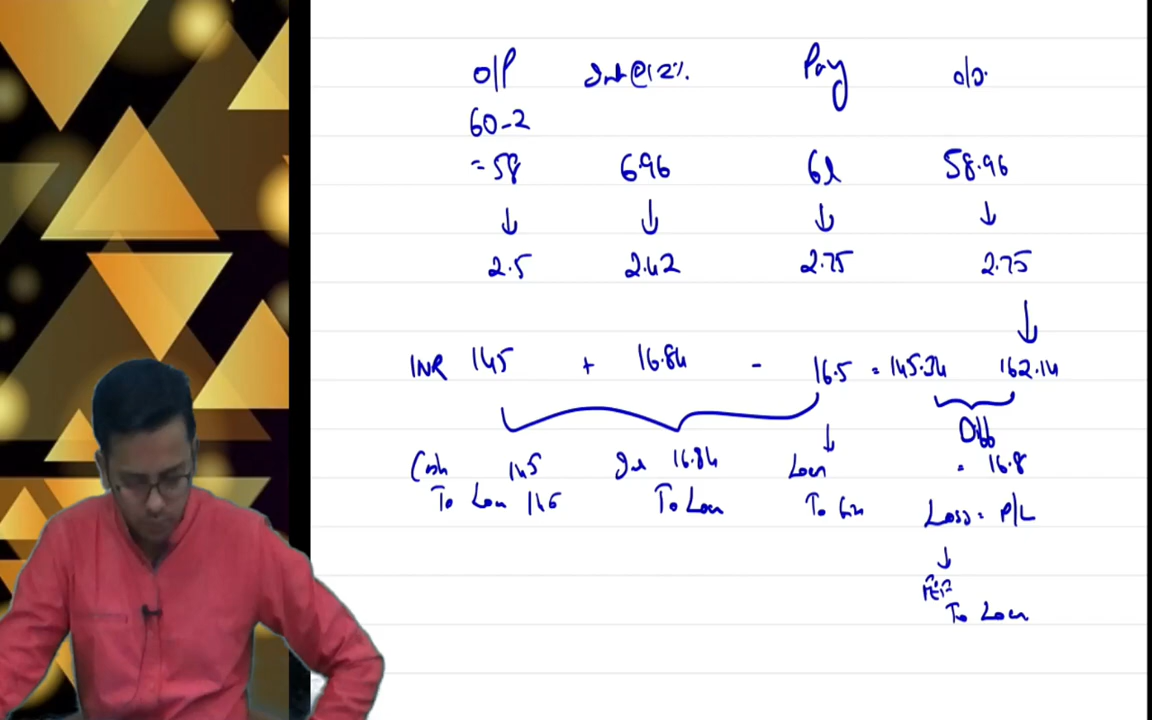 O/P Int@12% Pay o/s.
60-2
=58 6.96 6l 58.96
↓ ↓ ↓ ↓
2.5 2.42 2.75 2.75
↓
INR 145 + 16.84 - 16.5 = 145.34 162.14
↓ Diff
Cash 145 Int 16.84 Loan = 16.8
To Loan 145 To Loan To
Loss = P/L
↓
To Loan